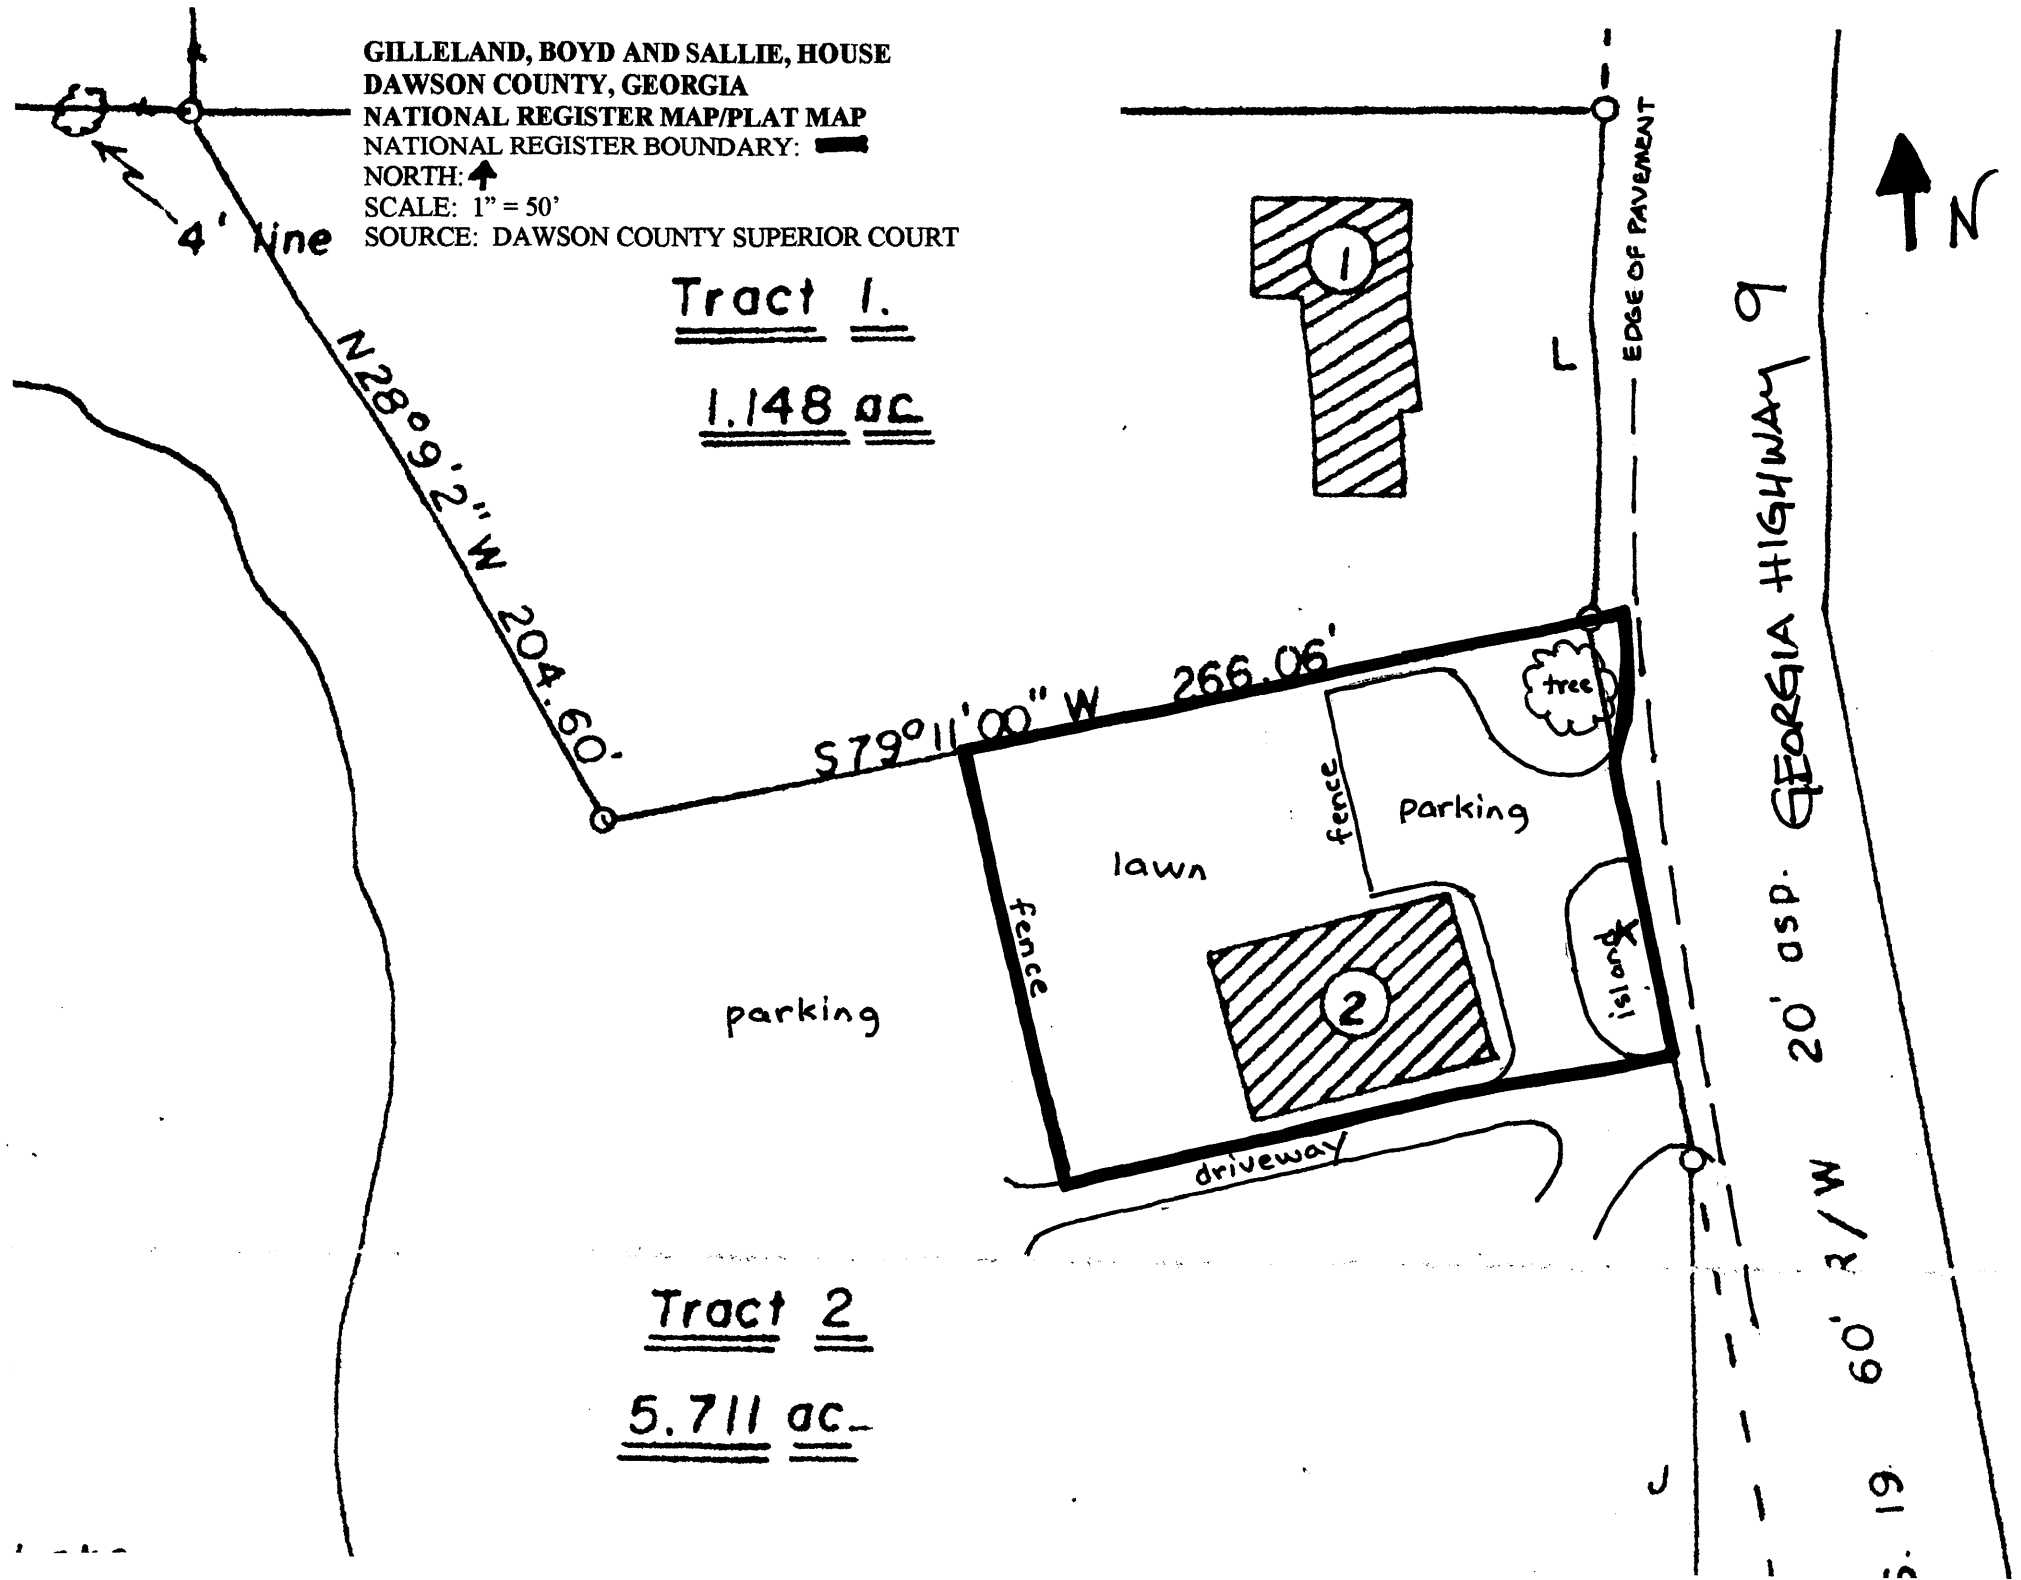 GILLELAND, BOYD AND SALLIE, HOUSE
DAWSON COUNTY, GEORGIA
NATIONAL REGISTER MAP/PLAT MAP
NATIONAL REGISTER BOUNDARY:
NORTH:
SCALE: 1" = 50'
SOURCE: DAWSON COUNTY SUPERIOR COURT
4' line
N
EDGE OF PAVEMENT
Tract 1.
1.148 ac
1
L
GEORGIA HIGHWAY 9
N28°9'2" W 204.60'
S79°11'00" W 266.06'
tree
fence
parking
lawn
fence
island
X
2
parking
driveway
20' asp.
60' R/W
Tract 2
5.711 ac
J
19